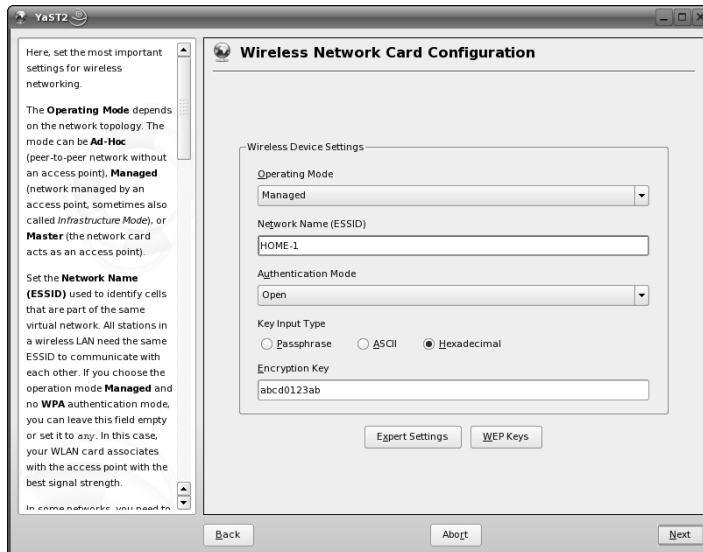 YaST2
Here, set the most important
settings for wireless
networking.
The Operating Mode depends
on the network topology. The
mode can be Ad-Hoc
(peer-to-peer network without
an access point), Managed
(network managed by an
access point, sometimes also
called Infrastructure Mode), or
Master (the network card
acts as an access point).
Set the Network Name
(ESSID) used to identify cells
that are part of the same
virtual network. All stations in
a wireless LAN need the same
ESSID to communicate with
each other. If you choose the
operation mode Managed and
no WPA authentication mode,
you can leave this field empty
or set it to any. In this case,
your WLAN card associates
with the access point with the
best signal strength.
In some networks, you need to
Wireless Network Card Configuration
Wireless Device Settings
Operating Mode
Managed
Network Name (ESSID)
HOME-1
Authentication Mode
Open
Key Input Type
Passphrase ASCII Hexadecimal
Encryption Key
abcd0123ab
Expert Settings WEP Keys
Back Abort Next